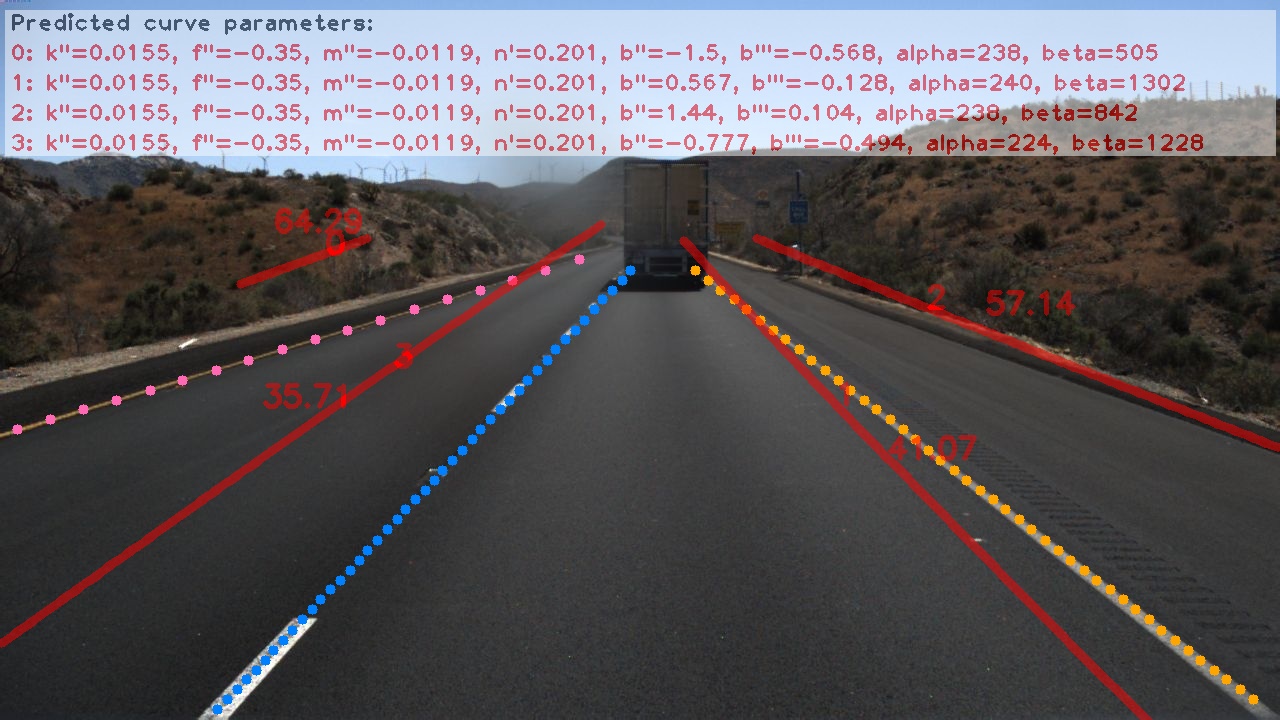 Predicted curve parameters:
0: k''=0.0155, f''=−0.35, m''=−0.0119, n'=0.201, b''=−1.5, b'''=−0.568, alpha=238, beta=505
1: k''=0.0155, f''=−0.35, m''=−0.0119, n'=0.201, b''=0.567, b'''=−0.128, alpha=240, beta=1302
2: k''=0.0155, f''=−0.35, m''=−0.0119, n'=0.201, b''=1.44, b'''=0.104, alpha=238, beta=842
3: k''=0.0155, f''=−0.35, m''=−0.0119, n'=0.201, b''=−0.777, b'''=−0.494, alpha=224, beta=1228
64.29
0
2
57.14
3
35.71
1
41.07